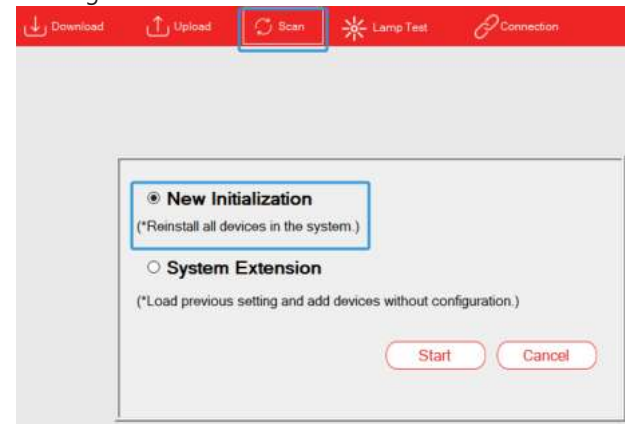 Download Upload Scan Lamp Test Connection
New Initialization
(*Reinstall all devices in the system.)
System Extension
(*Load previous setting and add devices without configuration.)
Start Cancel